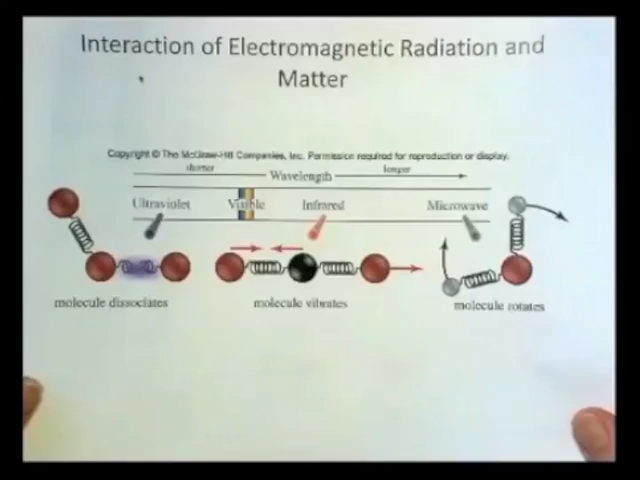 Interaction of Electromagnetic Radiation and
Matter
Copyright © The McGraw-Hill Companies, Inc. Permission required for reproduction or display.
shorter Wavelength longer
Ultraviolet Visible Infrared Microwave
molecule dissociates molecule vibrates molecule rotates